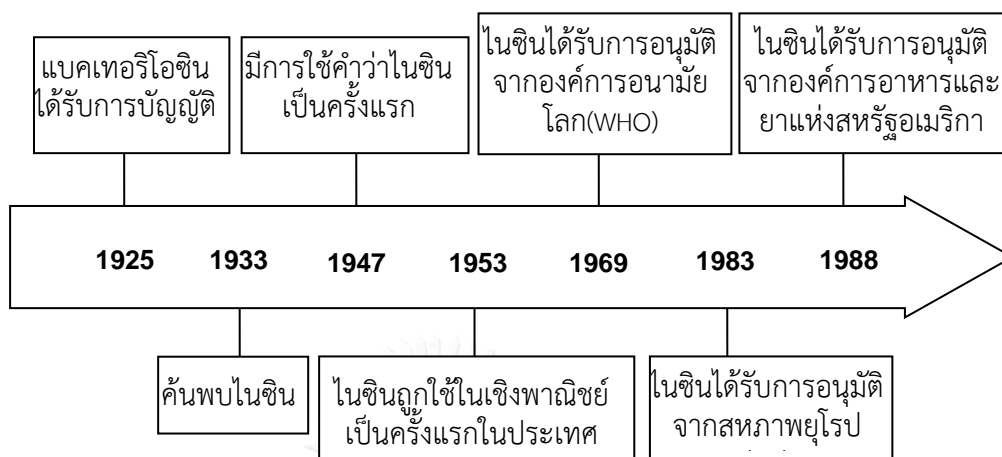 แบคเทอริโอซิน
ได้รับการบัญญัติ
มีการใช้คำว่าไนซิน
เป็นครั้งแรก
ไนซินได้รับการอนุมัติ
จากองค์การอนามัย
โลก(WHO)
ไนซินได้รับการอนุมัติ
จากองค์การอาหารและ
ยาแห่งสหรัฐอเมริกา
1925 1933 1947 1953 1969 1983 1988
ค้นพบไนซิน
ไนซินถูกใช้ในเชิงพาณิชย์
เป็นครั้งแรกในประเทศ
ไนซินได้รับการอนุมัติ
จากสหภาพยุโรป